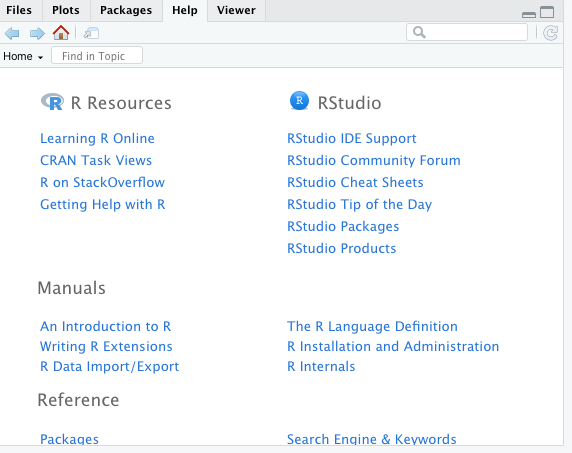 Files Plots Packages Help Viewer
Home Find in Topic
R Resources
Learning R Online
CRAN Task Views
R on StackOverflow
Getting Help with R
R RStudio
RStudio IDE Support
RStudio Community Forum
RStudio Cheat Sheets
RStudio Tip of the Day
RStudio Packages
RStudio Products
Manuals
An Introduction to R
Writing R Extensions
R Data Import/Export
The R Language Definition
R Installation and Administration
R Internals
Reference
Packages
Search Engine & Keywords